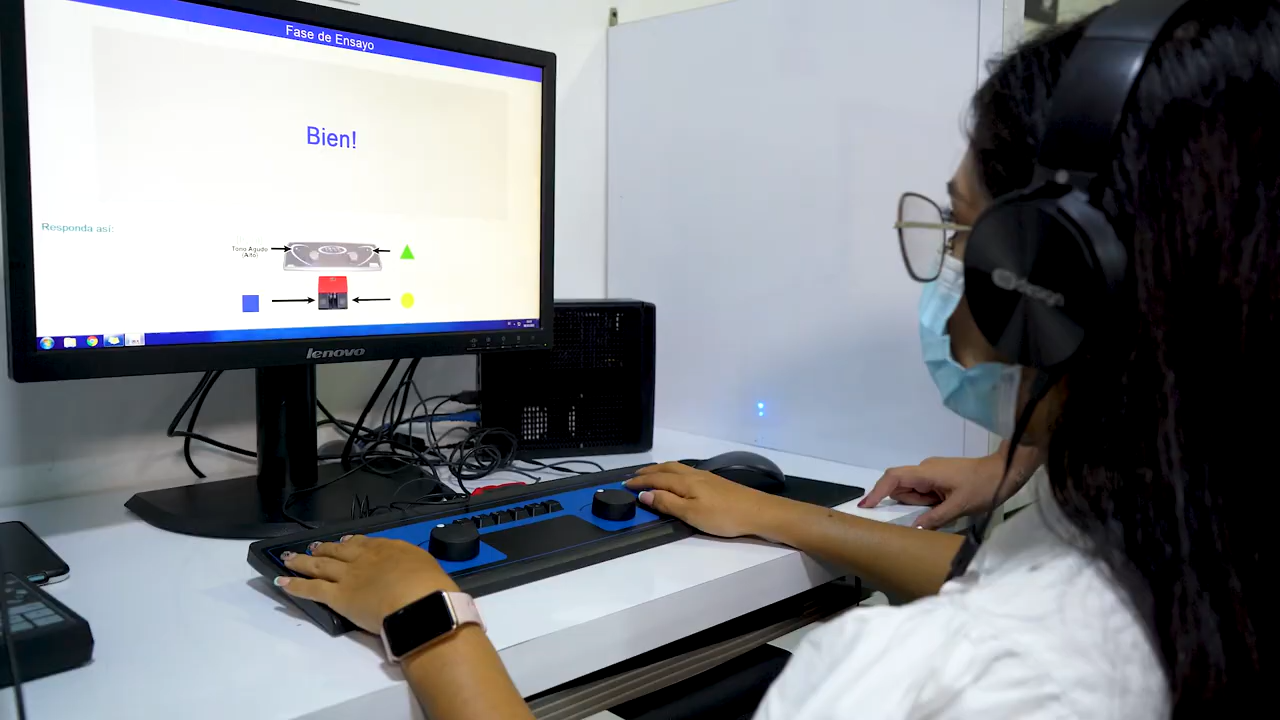 Fase de Ensayo
Bien!
Responda así:
Tono Agudo
(Alto)
lenovo